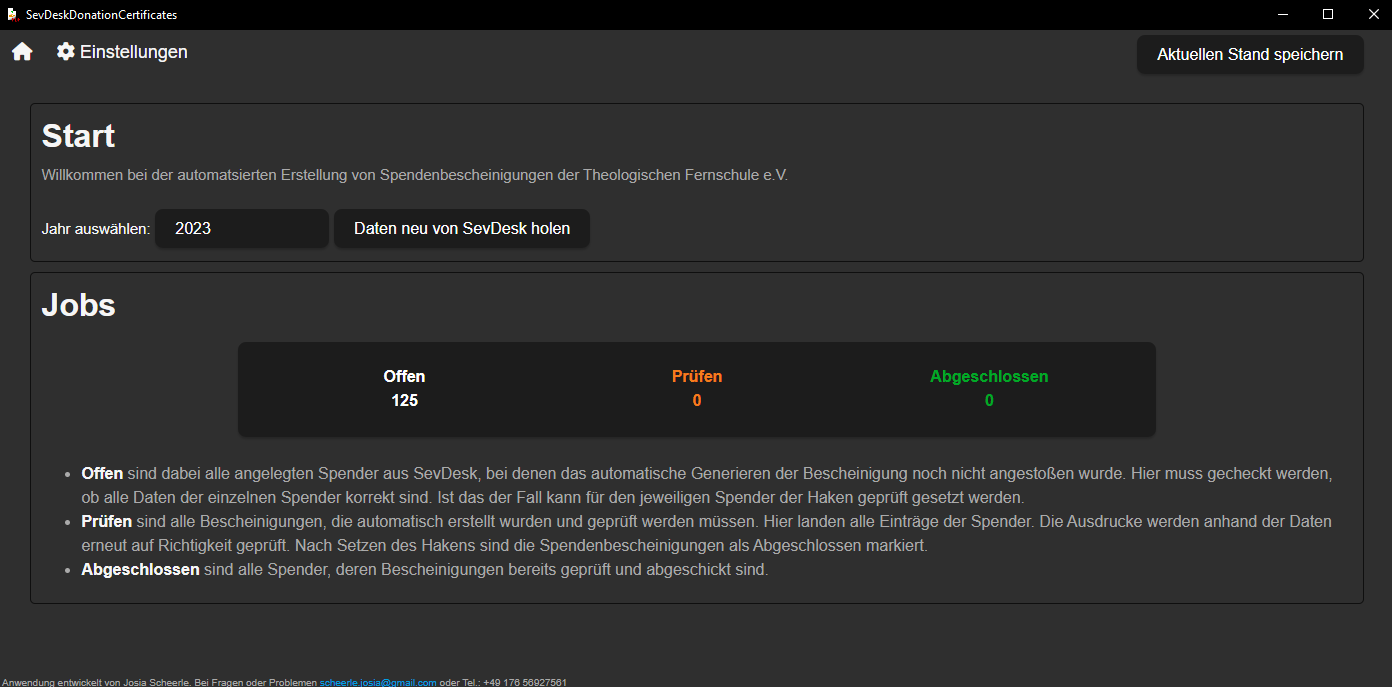 SevDeskDonationCertificates
Einstellungen
Aktuellen Stand speichern
Start
Willkommen bei der automatsierten Erstellung von Spendenbescheinigungen der Theologischen Fernschule e.V.
Jahr auswählen: 2023 Daten neu von SevDesk holen
Jobs
Offen Prüfen Abgeschlossen
125 0 0
• Offen sind dabei alle angelegten Spender aus SevDesk, bei denen das automatische Generieren der Bescheinigung noch nicht angestoßen wurde. Hier muss gecheckt werden,
ob alle Daten der einzelnen Spender korrekt sind. Ist das der Fall kann für den jeweiligen Spender der Haken geprüft gesetzt werden.
• Prüfen sind alle Bescheinigungen, die automatisch erstellt wurden und geprüft werden müssen. Hier landen alle Einträge der Spender. Die Ausdrucke werden anhand der Daten
erneut auf Richtigkeit geprüft. Nach Setzen des Hakens sind die Spendenbescheinigungen als Abgeschlossen markiert.
• Abgeschlossen sind alle Spender, deren Bescheinigungen bereits geprüft und abgeschickt sind.
Anwendung entwickelt von Josia Scheerle. Bei Fragen oder Problemen scheerle.josia@gmail.com oder Tel.: +49 176 56927561